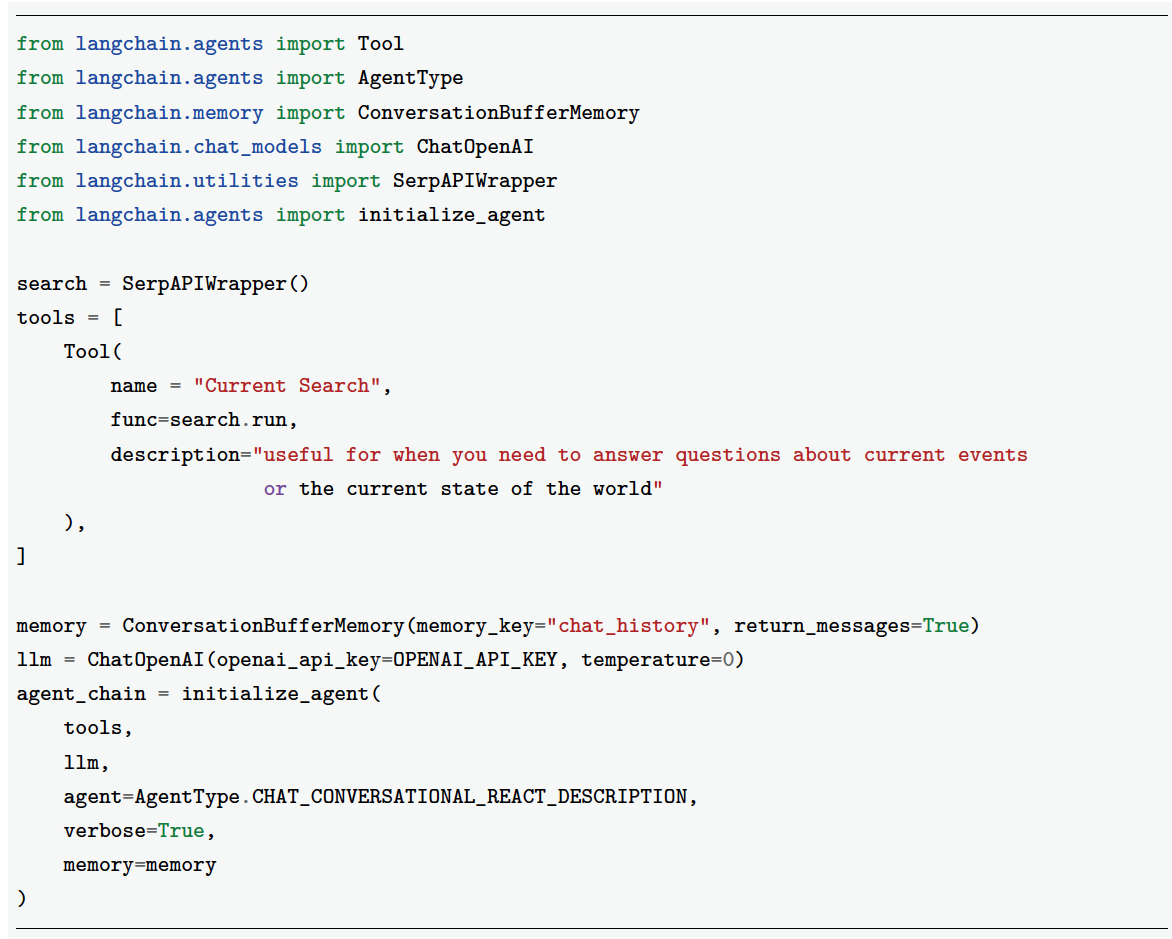 from langchain.agents import Tool
from langchain.agents import AgentType
from langchain.memory import ConversationBufferMemory
from langchain.chat_models import ChatOpenAI
from langchain.utilities import SerpAPIWrapper
from langchain.agents import initialize_agent

search = SerpAPIWrapper()
tools = [
    Tool(
        name = "Current Search",
        func=search.run,
        description="useful for when you need to answer questions about current events
                     or the current state of the world"
    ),
]

memory = ConversationBufferMemory(memory_key="chat_history", return_messages=True)
llm = ChatOpenAI(openai_api_key=OPENAI_API_KEY, temperature=0)
agent_chain = initialize_agent(
    tools,
    llm,
    agent=AgentType.CHAT_CONVERSATIONAL_REACT_DESCRIPTION,
    verbose=True,
    memory=memory
)